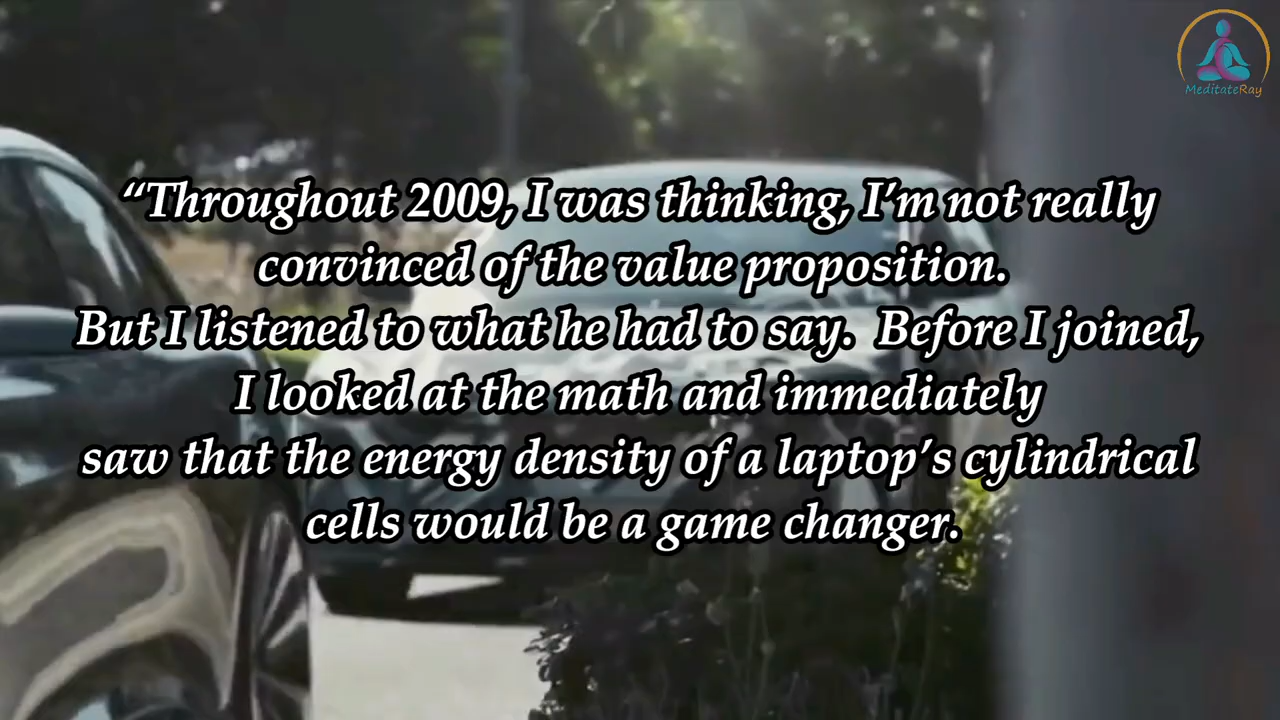 MeditateRay
“Throughout 2009, I was thinking, I’m not really
convinced of the value proposition.
But I listened to what he had to say.  Before I joined,
I looked at the math and immediately
saw that the energy density of a laptop’s cylindrical
cells would be a game changer.